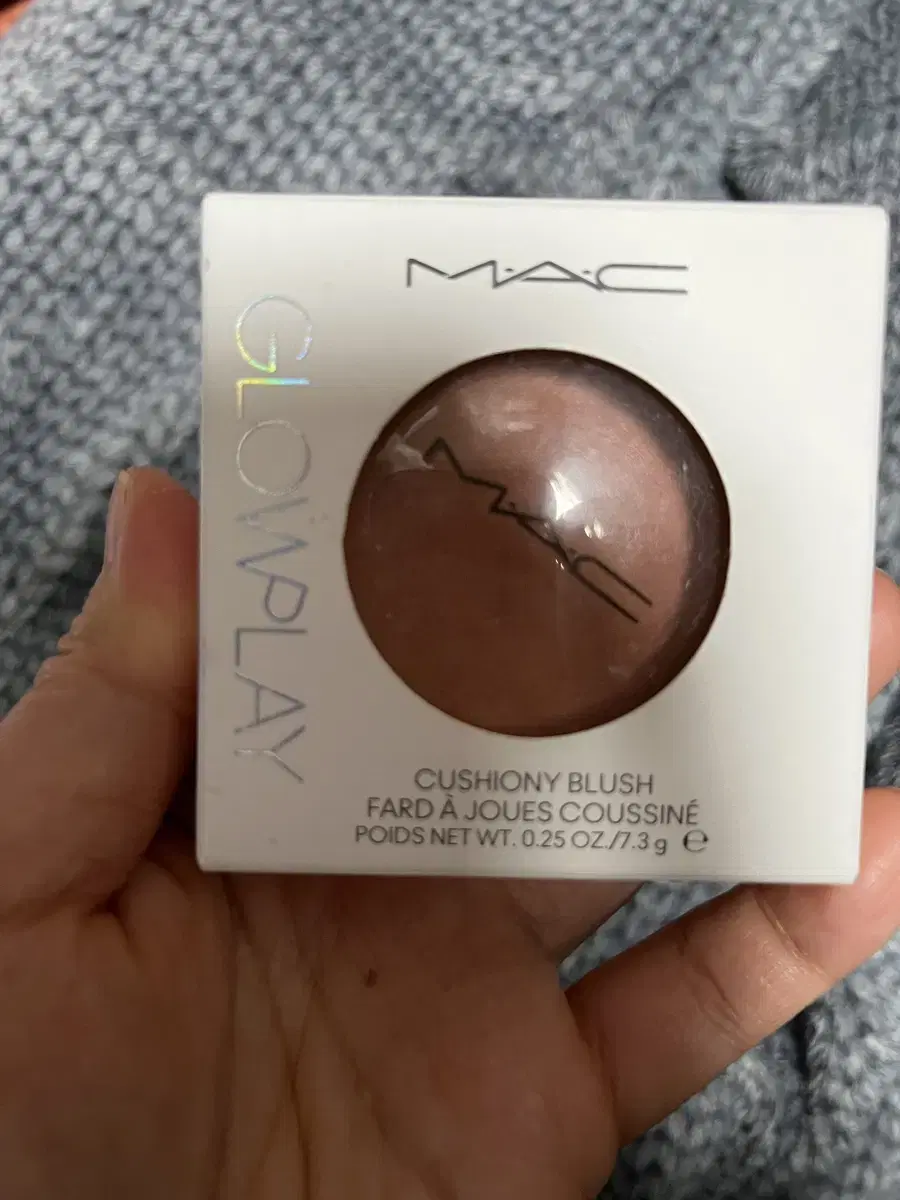 M·A·C
GLOWPLAY
M·A·C
CUSHIONY BLUSH
FARD À JOUES COUSSINÉ
POIDS NET WT. 0.25 OZ./7.3 g ℮